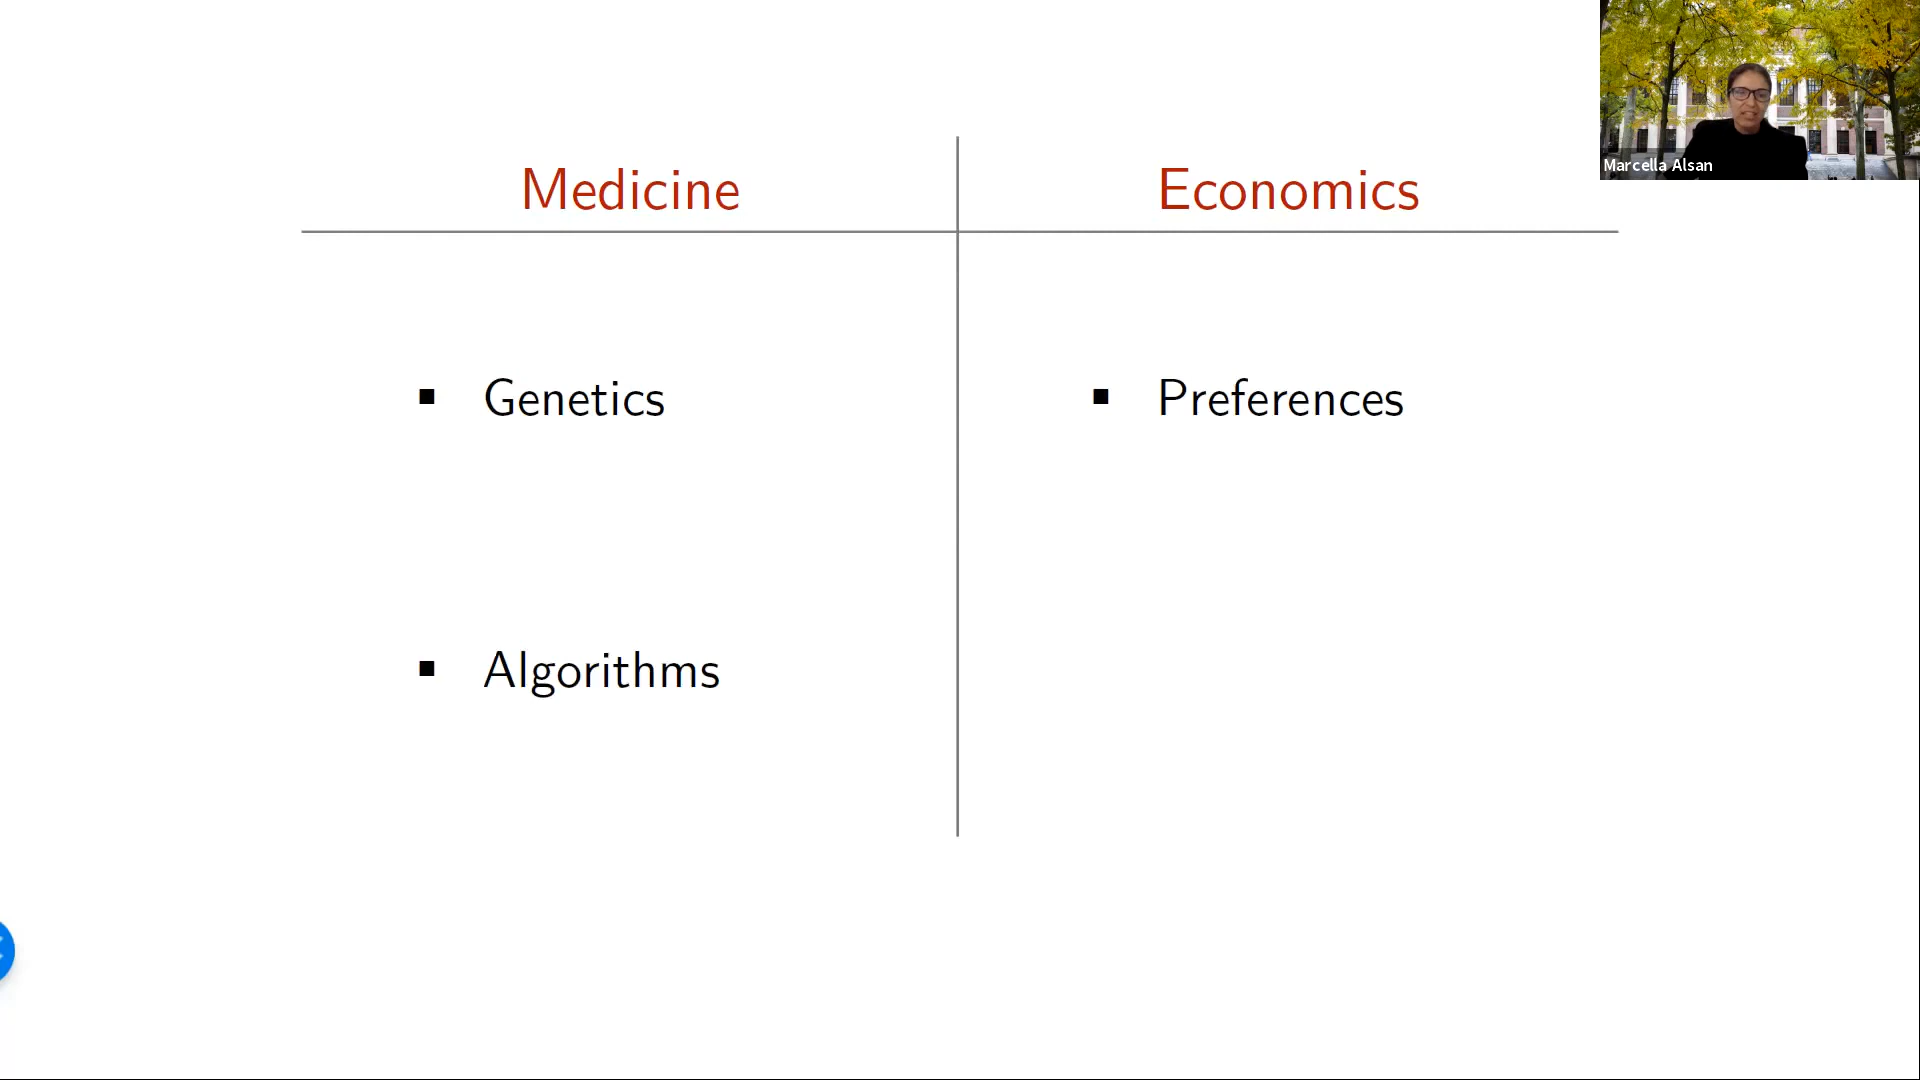 Medicine
Economics
■ Genetics
■ Preferences
■ Algorithms
Marcella Alsan